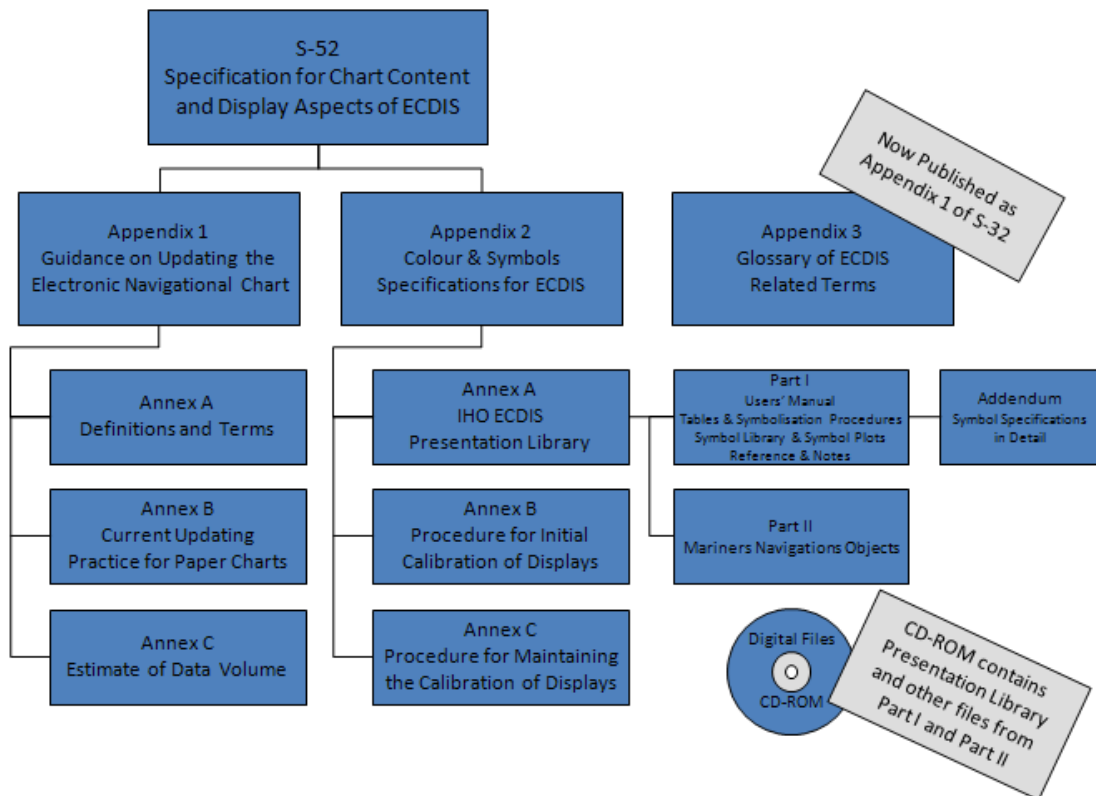 S-52
Specification for Chart Content
and Display Aspects of ECDIS
Now Published as
Appendix 1 of S-32
Appendix 1
Guidance on Updating the
Electronic Navigational Chart
Appendix 2
Colour & Symbols
Specifications for ECDIS
Appendix 3
Glossary of ECDIS
Related Terms
Annex A
Definitions and Terms
Annex A
IHO ECDIS
Presentation Library
Part I
Users' Manual
Tables & Symbolisation Procedures
Symbol Library & Symbol Plots
Reference & Notes
Addendum
Symbol Specifications
in Detail
Annex B
Current Updating
Practice for Paper Charts
Annex B
Procedure for Initial
Calibration of Displays
Part II
Mariners Navigations Objects
Annex C
Estimate of Data Volume
Annex C
Procedure for Maintaining
the Calibration of Displays
Digital Files
CD-ROM
CD-ROM contains
Presentation Library
and other files from
Part I and Part II